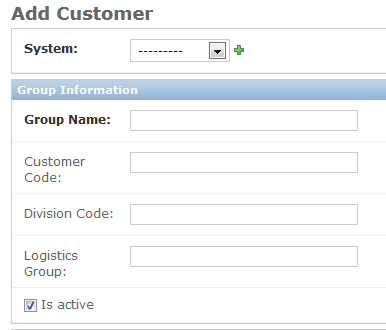 Add Customer
System: ---------
Group Information
Group Name:
Customer
Code:
Division Code:
Logistics
Group:
Is active